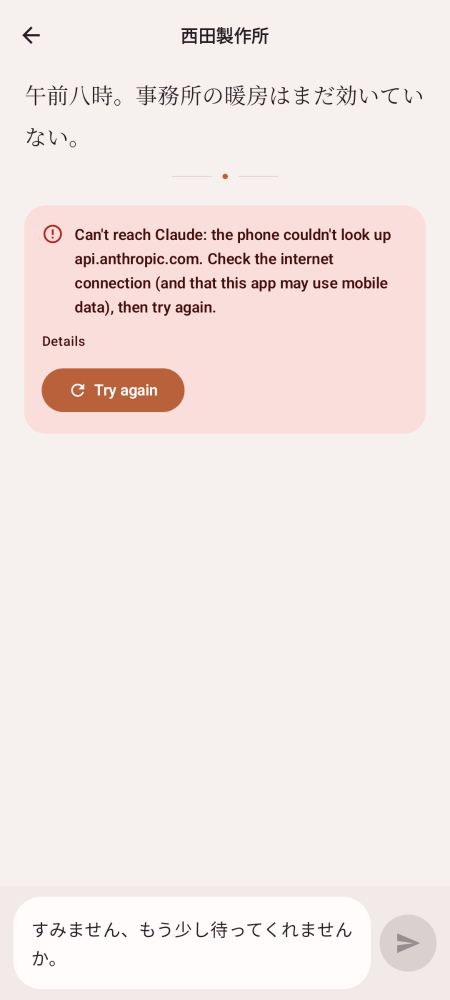 西田製作所
午前八時。事務所の暖房はまだ効いてい
ない。
Can't reach Claude: the phone couldn't look up
api.anthropic.com. Check the internet
connection (and that this app may use mobile
data), then try again.
Details
Try again
すみません、もう少し待ってくれません
か。